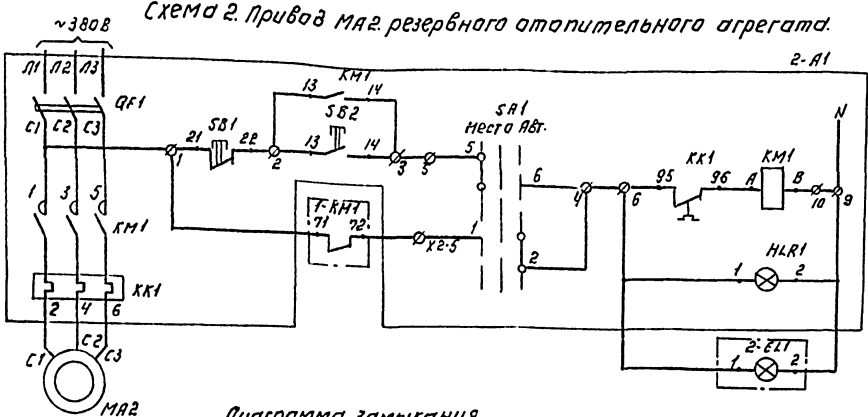 Схема 2. Привод МА2 резервного отопительного агрегата.
~380В
Л1 Л2 Л3
2-А1
QF1
С1 С2 С3
1 21 SB1 22 2
13 КМ1 14
13 SB2 14 3 5
SA1
Место Авт.
5 6
1 2
1-КМ1
71 72
Х2-5
4 6
95 КК1 96
А КМ1 В
10 9
N
1 3 5
КМ1
КК1
2 4 6
С1 С2 С3
МА2
HLR1
1 2
2-EL1
1 2
Диаграмма замыкания